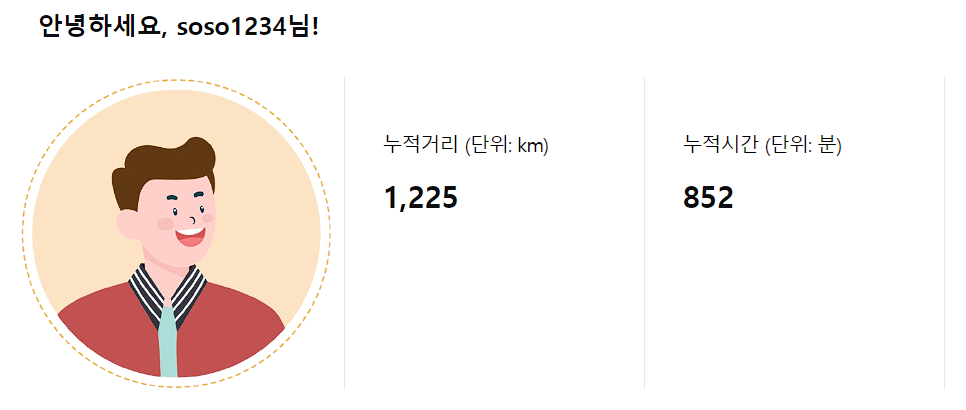 안녕하세요, soso1234님!
누적거리 (단위: km)
1,225
누적시간 (단위: 분)
852